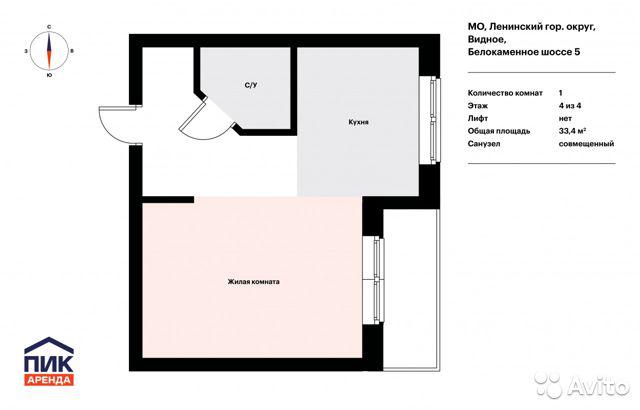 С
З В
Ю
МО, Ленинский гор. округ,
Видное,
Белокаменное шоссе 5
Количество комнат 1
Этаж 4 из 4
Лифт нет
Общая площадь 33,4 м²
Санузел совмещенный
С/У
Кухня
Жилая комната
ПИК
АРЕНДА
Avito